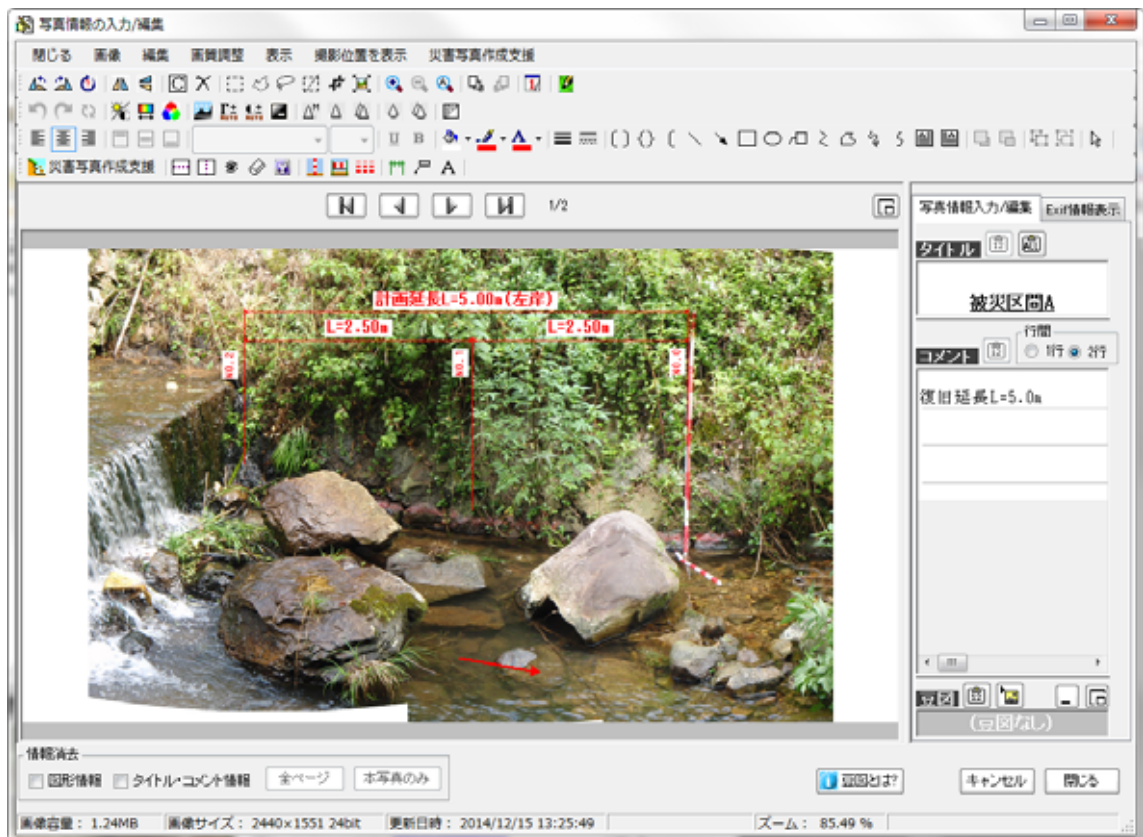 写真情報の入力/編集
閉じる 画像 編集 画質調整 表示 撮影位置を表示 災害写真作成支援
U B A
災害写真作成支援 A
1/2
写真情報入力/編集 Exif情報表示
タイトル
被災区間A
行間
コメント 1行 2行
復旧延長L=5.0m
計画延長L=5.00m(左岸)
L=2.50m L=2.50m
NO.2 NO.1 NO.0
豆図
(豆図なし)
情報消去
図形情報 タイトル・コメント情報 全ページ 本写真のみ
豆図とは? キャンセル 閉じる
画像容量: 1.24MB 画像サイズ: 2440×1551 24bit 更新日時: 2014/12/15 13:25:49 ズーム: 85.49 %